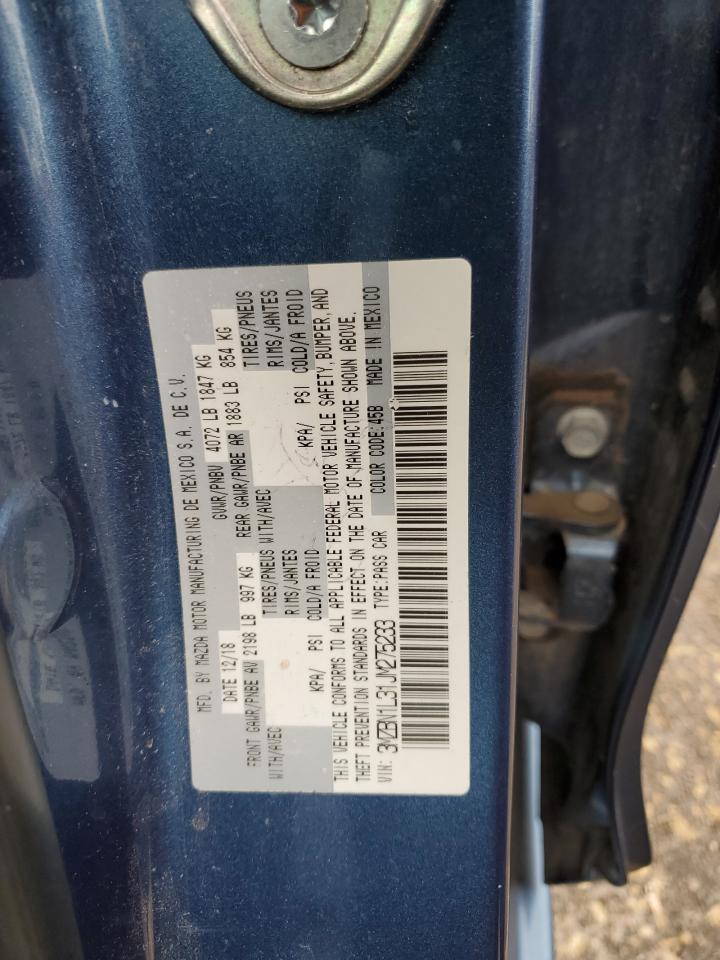 MFD. BY MAZDA MOTOR MANUFACTURING DE MEXICO S.A. DE C.V.
DATE 12/18 GVWR/PNBV 4072 LB 1847 KG
FRONT GAWR/PNBE AV 2198 LB 997 KG REAR GAWR/PNBE AR 1883 LB 854 KG
WITH/AVEC TIRES/PNEUS WITH/AVEC TIRES/PNEUS
RIMS/JANTES RIMS/JANTES
KPA/ PSI COLD/A FROID KPA/ PSI COLD/A FROID
THIS VEHICLE CONFORMS TO ALL APPLICABLE FEDERAL MOTOR VEHICLE SAFETY, BUMPER, AND
THEFT PREVENTION STANDARDS IN EFFECT ON THE DATE OF MANUFACTURE SHOWN ABOVE.
VIN: 3MZBN1L31JM275233 TYPE:PASS CAR COLOR CODE:45B MADE IN MEXICO